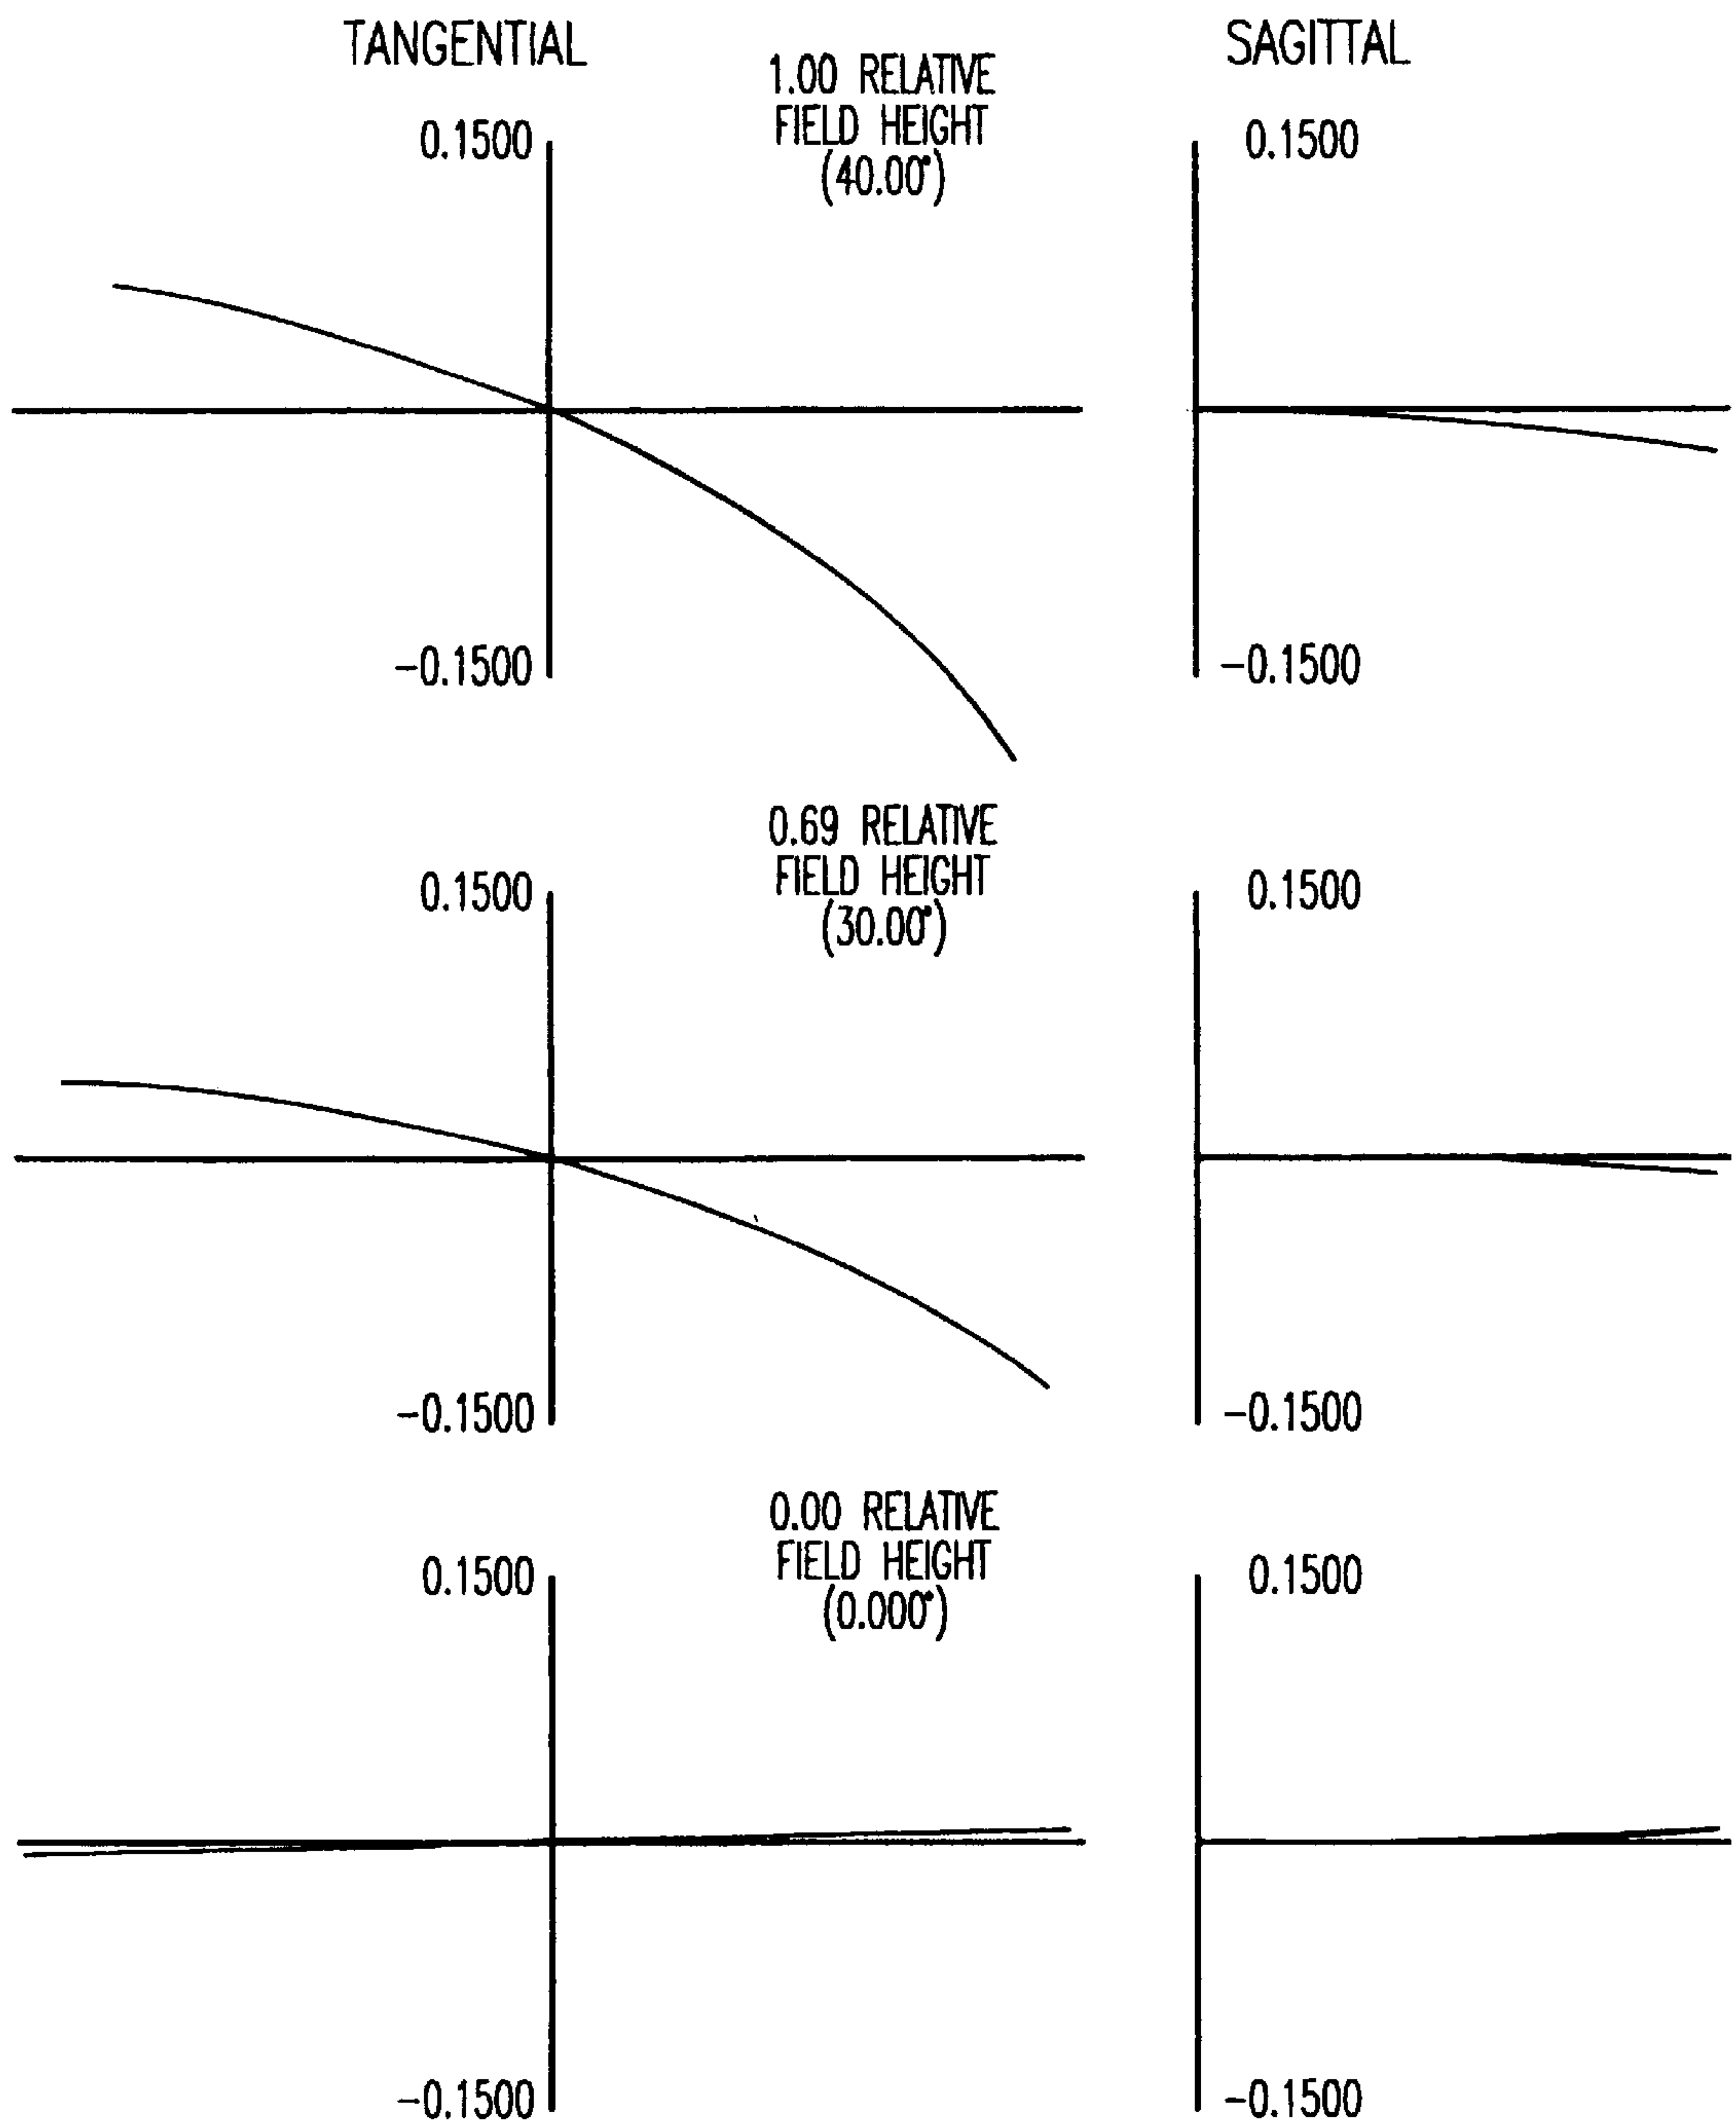 TANGENTIAL
SAGITTAL
1.00 RELATIVE
FIELD HEIGHT
(40.00°)
0.1500
0.1500
-0.1500
-0.1500
0.69 RELATIVE
FIELD HEIGHT
(30.00°)
0.1500
0.1500
-0.1500
-0.1500
0.00 RELATIVE
FIELD HEIGHT
(0.000°)
0.1500
0.1500
-0.1500
-0.1500